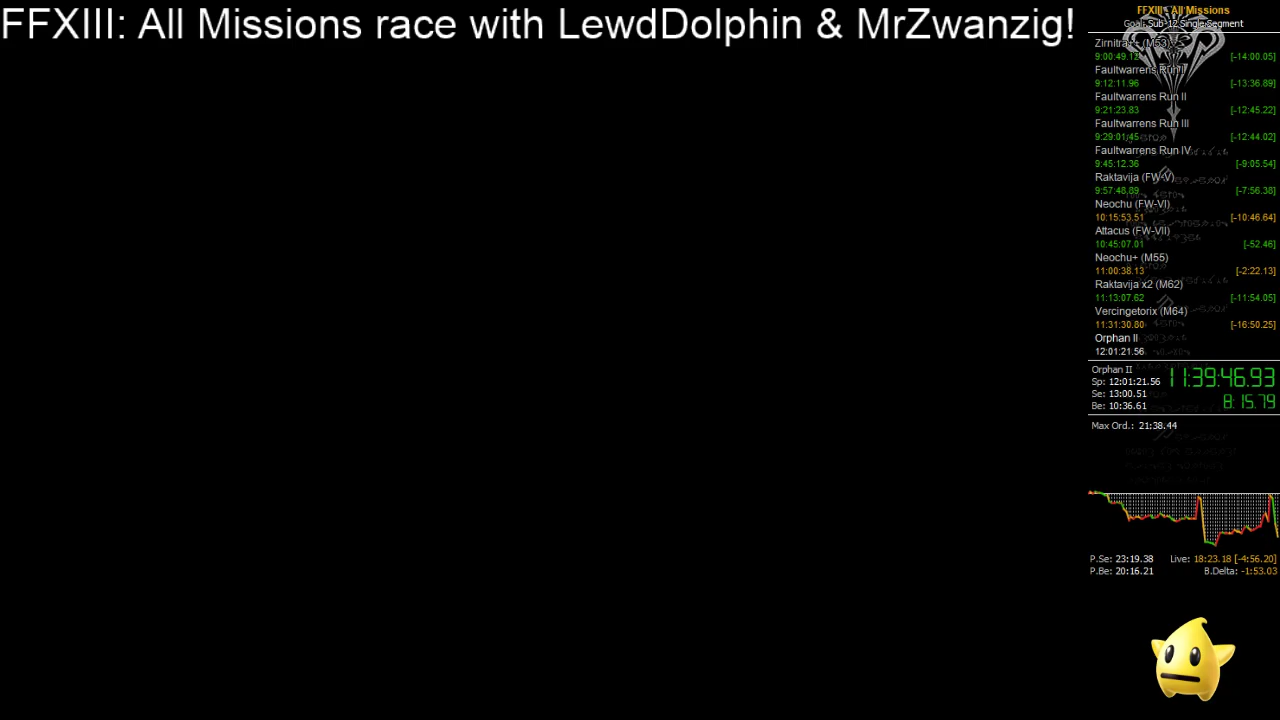 FFXIII: All Missions race with LewdDolphin & MrZwanzig!
FFXIII - All Missions
Goal: Sub-12 Single Segment
Zirnitra++ (M53)
9:00:49.12 [-14:00.05]
Faultwarrens Run I
9:12:11.96 [-13:36.89]
Faultwarrens Run II
9:21:23.83 [-12:45.22]
Faultwarrens Run III
9:29:01.45 [-12:44.02]
Faultwarrens Run IV
9:45:12.36 [-9:05.54]
Raktavija (FW-V)
9:57:48.89 [-7:56.38]
Neochu (FW-VI)
10:15:53.51 [-10:46.64]
Attacus (FW-VII)
10:45:07.01 [-52.46]
Neochu+ (M55)
11:00:38.13 [-2:22.13]
Raktavija x2 (M62)
11:13:07.62 [-11:54.05]
Vercingetorix (M64)
11:31:30.80 [-16:50.25]
Orphan II
12:01:21.56
Orphan II
11:39:46.93
Sp: 12:01:21.56
Se: 13:00.51
8:15.79
Be: 10:36.61
Max Ord.: 21:38.44
P.Se: 23:19.38 Live: 18:23.18 [-4:56.20]
P.Be: 20:16.21 B.Delta: -1:53.03